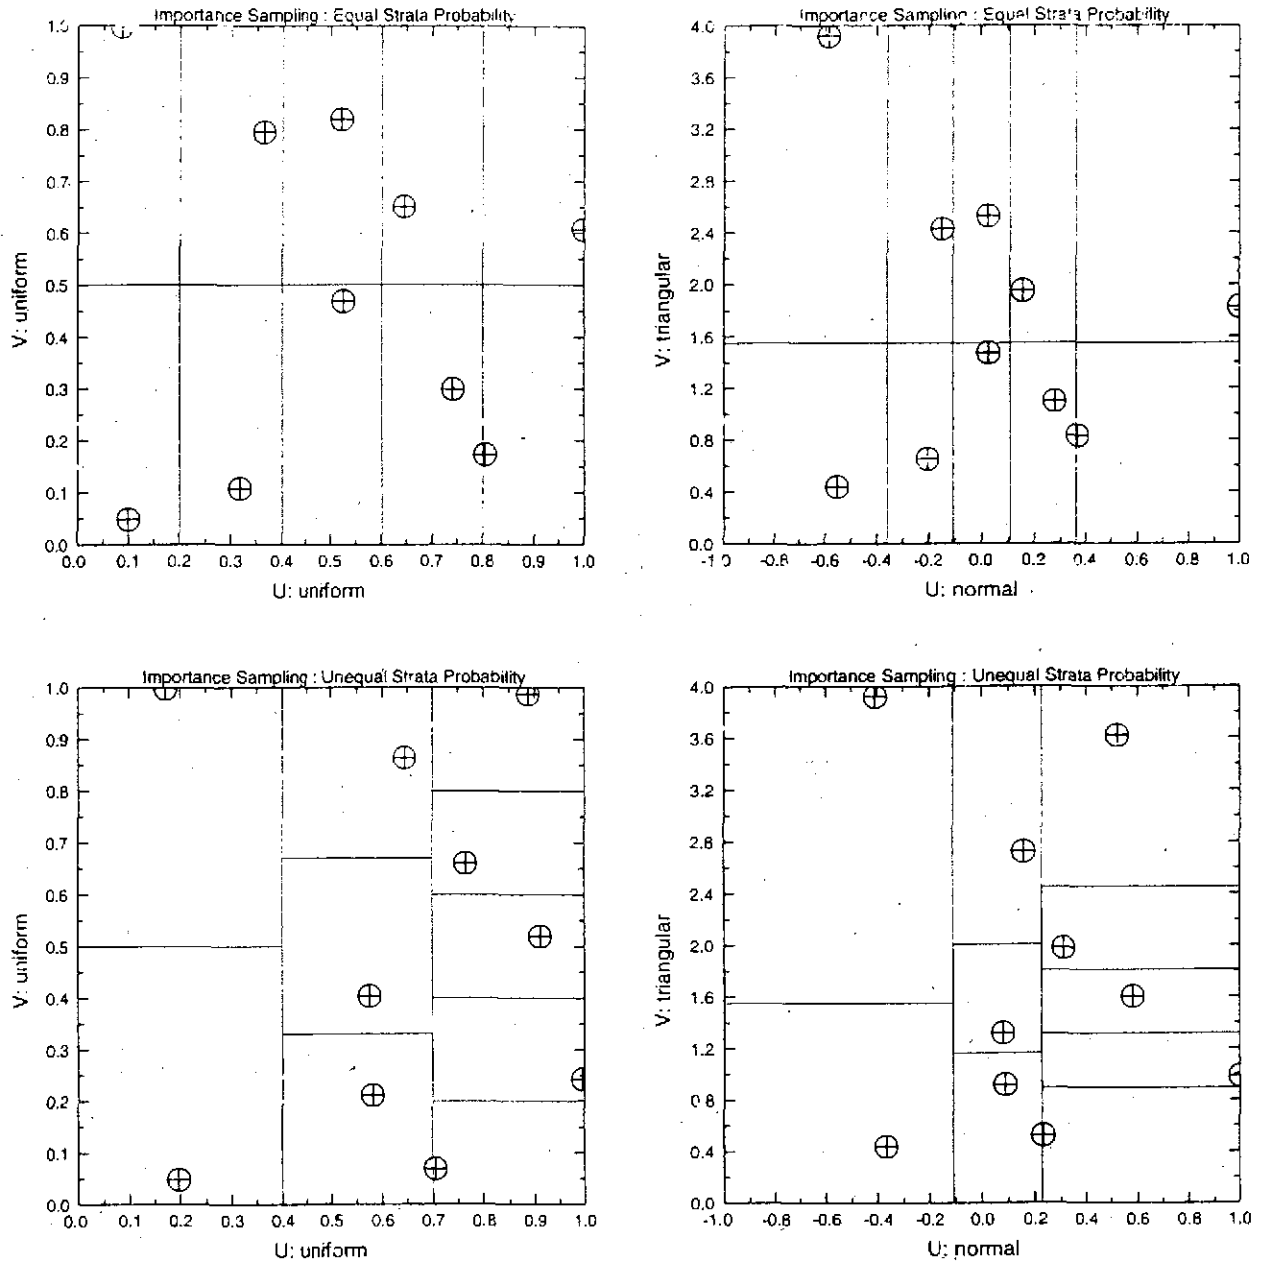 Importance Sampling : Equal Strata Probability
1.0
0.9
0.8
0.7
0.6
0.5
0.4
0.3
0.2
0.1
0.0
0.0 0.1 0.2 0.3 0.4 0.5 0.6 0.7 0.8 0.9 1.0
V: uniform
U: uniform
Importance Sampling : Equal Strata Probability
4.0
3.6
3.2
2.8
2.4
2.0
1.6
1.2
0.8
0.4
0.0
-1.0 -0.8 -0.6 -0.4 -0.2 0.0 0.2 0.4 0.6 0.8 1.0
V: triangular
U: normal
Importance Sampling : Unequal Strata Probability
1.0
0.9
0.8
0.7
0.6
0.5
0.4
0.3
0.2
0.1
0.0
0.0 0.1 0.2 0.3 0.4 0.5 0.6 0.7 0.8 0.9 1.0
V: uniform
U: uniform
Importance Sampling : Unequal Strata Probability
4.0
3.6
3.2
2.8
2.4
2.0
1.6
1.2
0.8
0.4
0.0
-1.0 -0.8 -0.6 -0.4 -0.2 0.0 0.2 0.4 0.6 0.8 1.0
V: triangular
U: normal